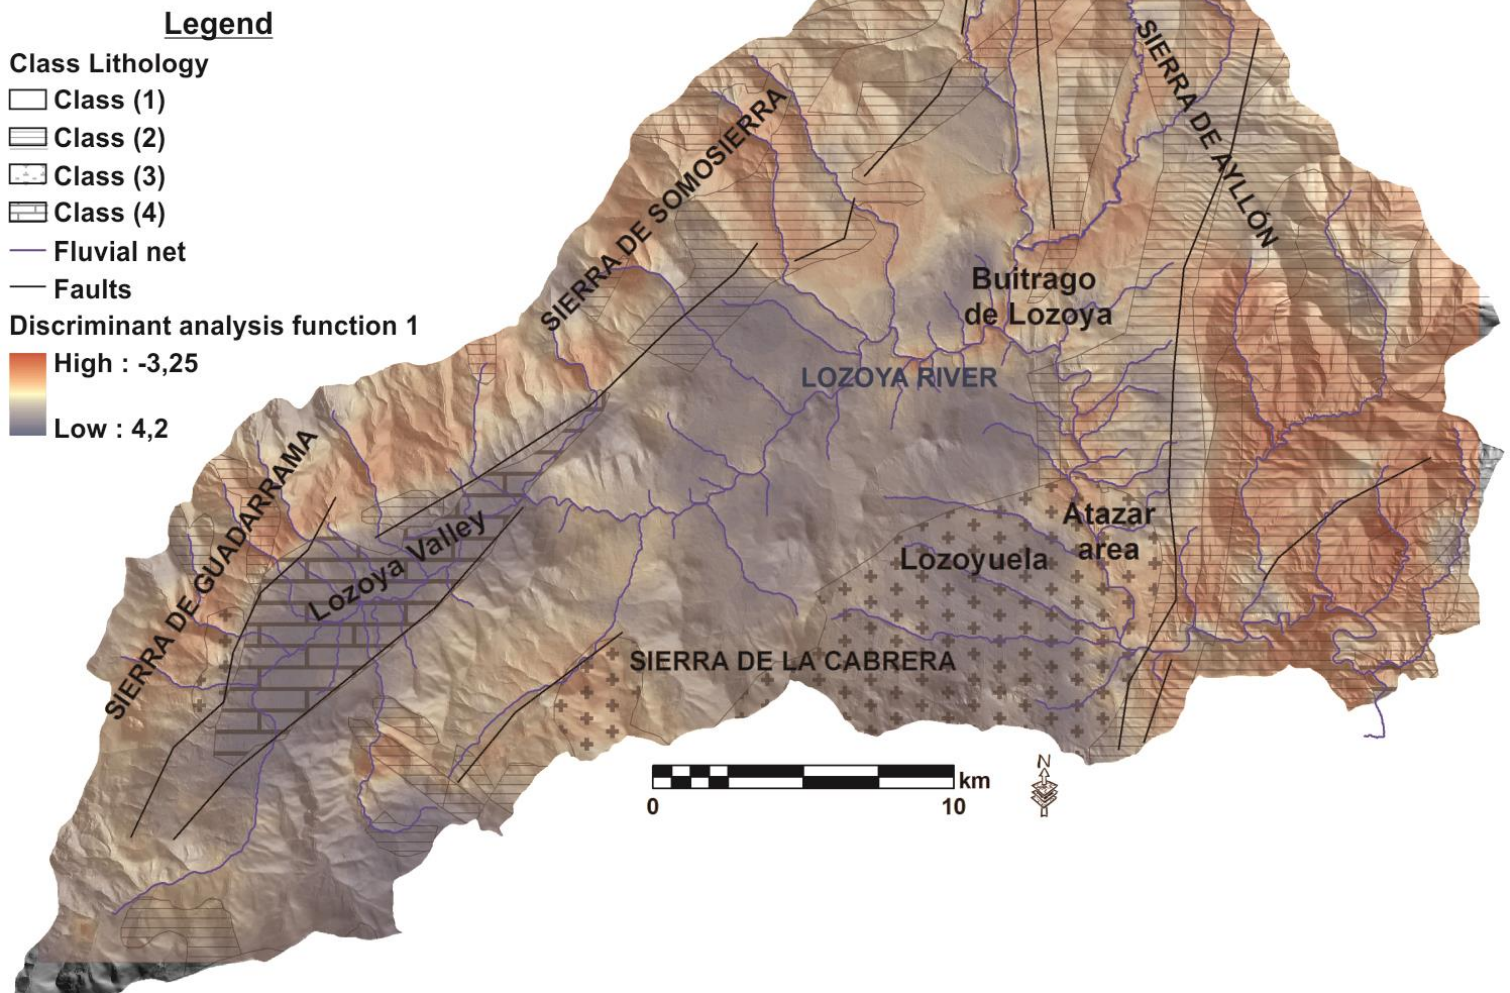 Legend
Class Lithology
Class (1)
Class (2)
Class (3)
Class (4)
Fluvial net
Faults
Discriminant analysis function 1
High : -3,25
Low : 4,2
SIERRA DE SOMOSIERRA
SIERRA DE AYLLÓN
Buitrago
de Lozoya
LOZOYA RIVER
SIERRA DE GUADARRAMA
Lozoya Valley
Atazar
area
Lozoyuela
SIERRA DE LA CABRERA
km
0 10
N